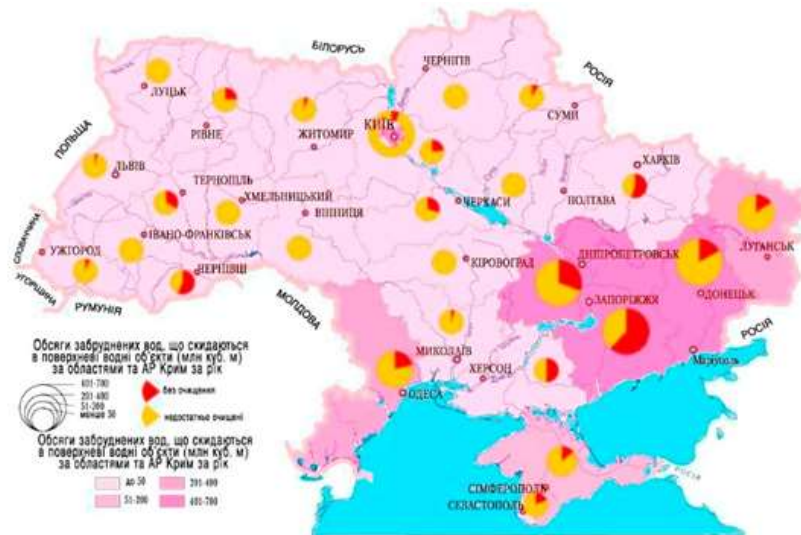 БІЛОРУСЬ
ЧЕРНІГІВ
РОСІЯ
ЛУЦЬК
РІВНЕ
КИЇВ
СУМИ
ПОЛЬЩА
ЖИТОМИР
ЛЬВІВ
ХАРКІВ
ТЕРНОПІЛЬ
ХМЕЛЬНИЦЬКИЙ
ЧЕРКАСИ
ПОЛТАВА
ВІННИЦЯ
СЛОВАЧЧИНА
УЖГОРОД
ІВАНО-ФРАНКІВСЬК
ЛУГАНСЬК
ДНІПРОПЕТРОВСЬК
КІРОВОГРАД
УГОРЩИНА
ЧЕРНІВЦІ
РУМУНІЯ
МОЛДОВА
ДОНЕЦЬК
ЗАПОРІЖЖЯ
РОСІЯ
Маріуполь
МИКОЛАЇВ
ХЕРСОН
ОДЕСА
Обсяги забруднених вод, що скидаються
в поверхневі водні об'єкти (млн куб. м)
за областями та АР Крим за рік
401-700
201-400
51-300
менше 50
без очищення
недостатньо очищені
Обсяги забруднених вод, що скидаються
в поверхневі водні об'єкти (млн куб. м)
за областями та АР Крим за рік
до 50
201-400
51-200
401-700
РОСІЯ
СІМФЕРОПОЛЬ
СЕВАСТОПОЛЬ